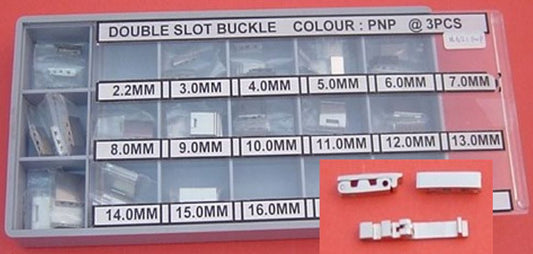 DOUBLE SLOT BUCKLE COLOUR : PNP @ 3PCS
2.2MM 3.0MM 4.0MM 5.0MM 6.0MM 7.0MM
8.0MM 9.0MM 10.0MM 11.0MM 12.0MM 13.0MM
14.0MM 15.0MM 16.0MM